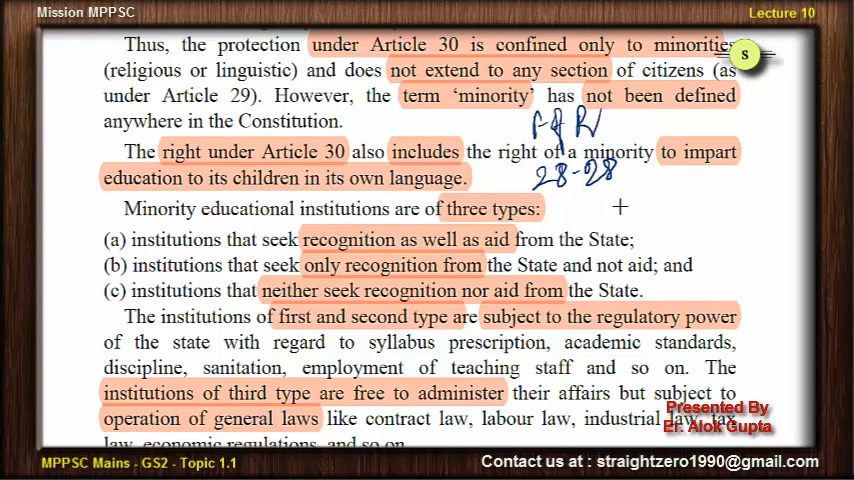 Mission MPPSC
Lecture 10
Thus, the protection under Article 30 is confined only to minorities
S
(religious or linguistic) and does not extend to any section of citizens (as
under Article 29). However, the term ‘minority’ has not been defined
anywhere in the Constitution.
The right under Article 30 also includes the right of a minority to impart
education to its children in its own language.
28-28
Minority educational institutions are of three types:
(a) institutions that seek recognition as well as aid from the State;
(b) institutions that seek only recognition from the State and not aid; and
(c) institutions that neither seek recognition nor aid from the State.
The institutions of first and second type are subject to the regulatory power
of the state with regard to syllabus prescription, academic standards,
discipline, sanitation, employment of teaching staff and so on. The
institutions of third type are free to administer their affairs but subject to
operation of general laws like contract law, labour law, industrial law, tax
law, economic regulations, and so on
Presented By
Er. Alok Gupta
MPPSC Mains - GS2 - Topic 1.1
Contact us at : straightzero1990@gmail.com